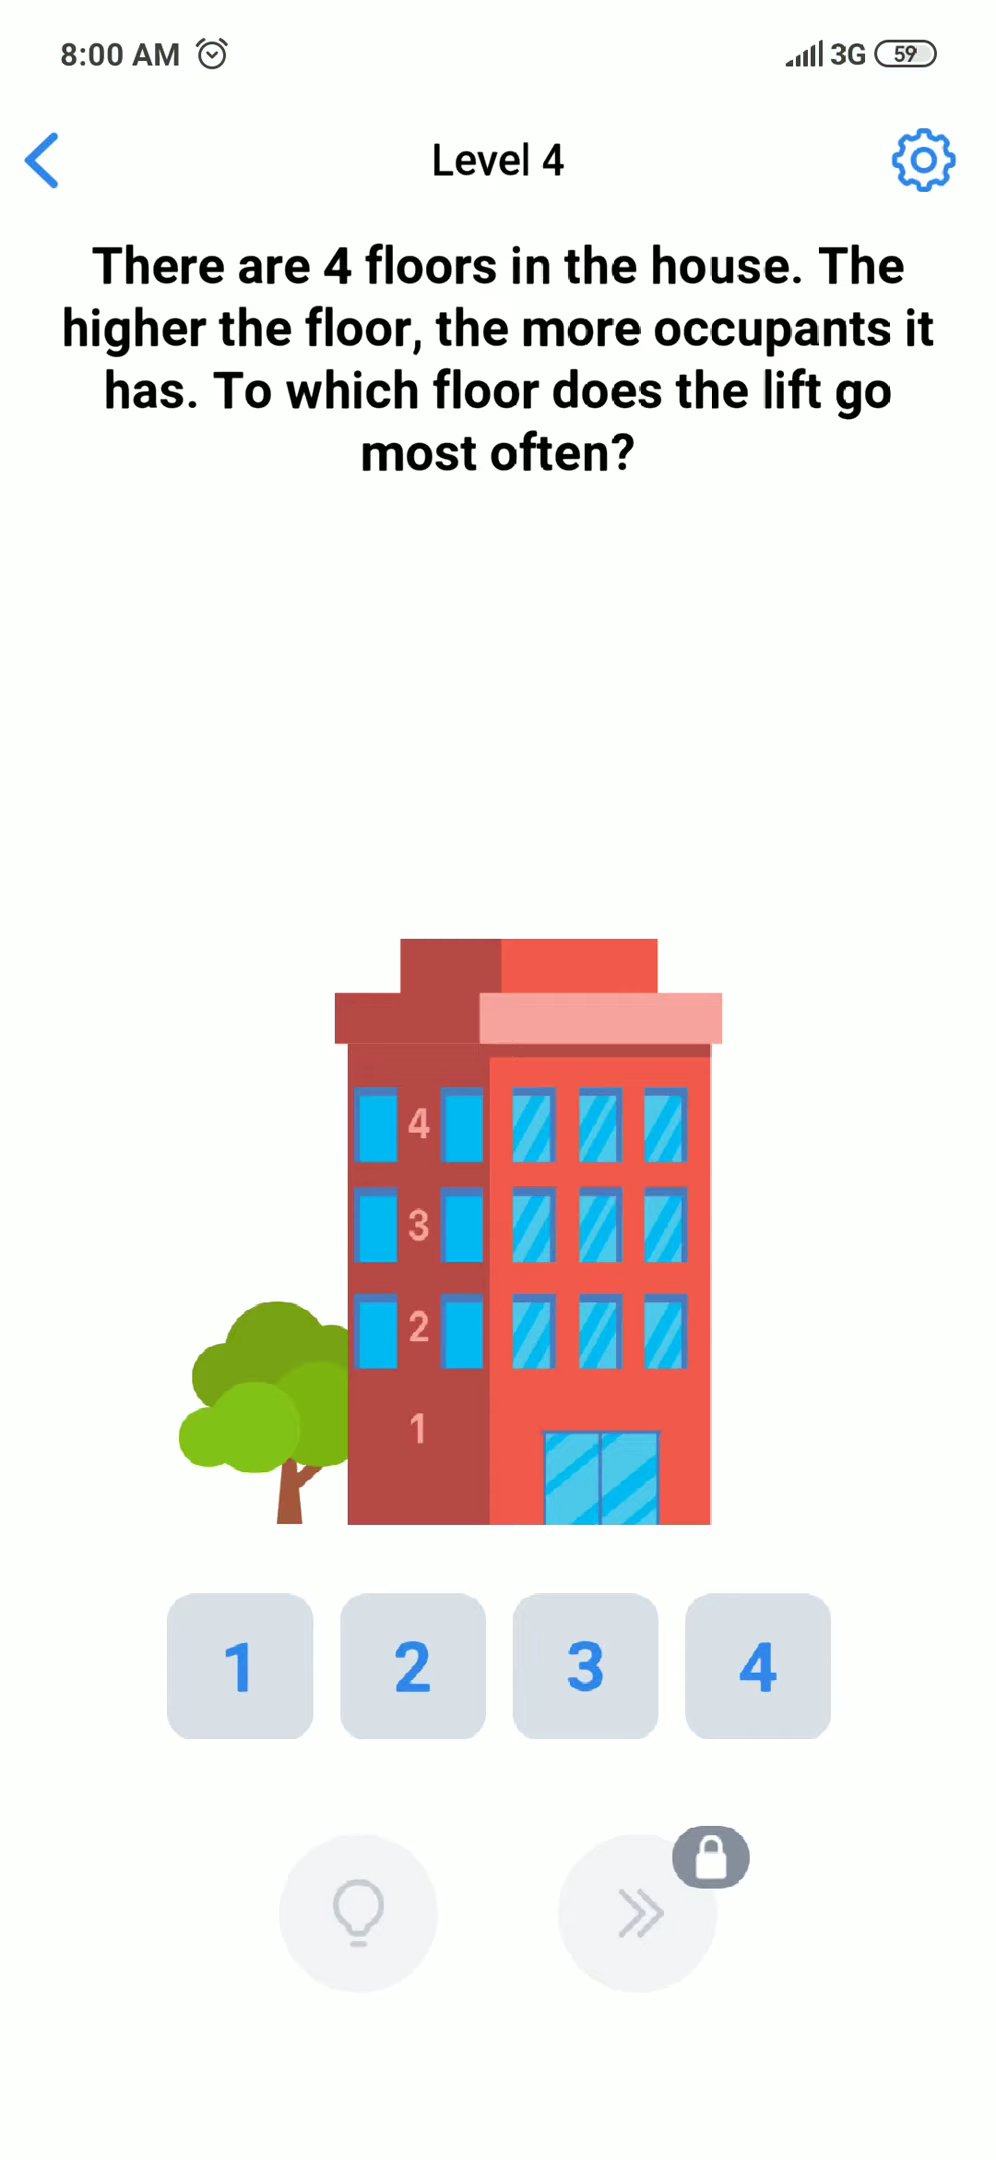 8:00 AM
3G 59
Level 4
There are 4 floors in the house. The
higher the floor, the more occupants it
has. To which floor does the lift go
most often?
4
3
2
1
1 2 3 4